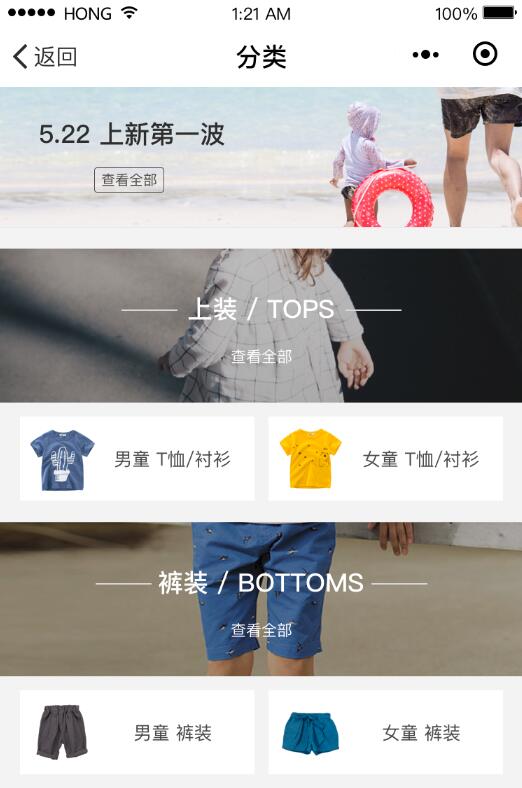 HONG 1:21 AM 100%
返回 分类
5.22 上新第一波
查看全部
上装 / TOPS
查看全部
男童 T恤/衬衫 女童 T恤/衬衫
裤装 / BOTTOMS
查看全部
男童 裤装 女童 裤装